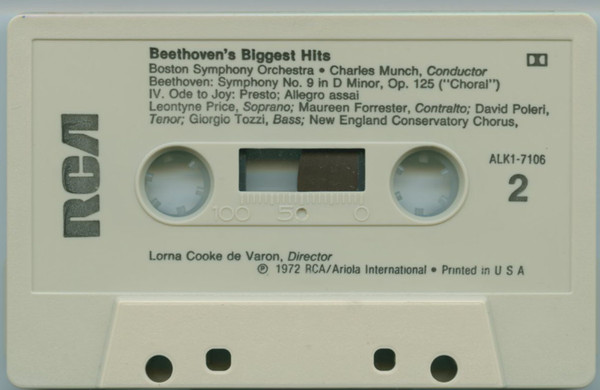 Beethoven's Biggest Hits
Boston Symphony Orchestra • Charles Munch, Conductor
Beethoven: Symphony No. 9 in D Minor, Op. 125 ("Choral")
IV. Ode to Joy: Presto; Allegro assai
Leontyne Price, Soprano; Maureen Forrester, Contralto; David Poleri,
Tenor; Giorgio Tozzi, Bass; New England Conservatory Chorus,
RCA
ALK1-7106
2
100 50 0
Lorna Cooke de Varon, Director
℗ 1972 RCA/Ariola International • Printed in U S A